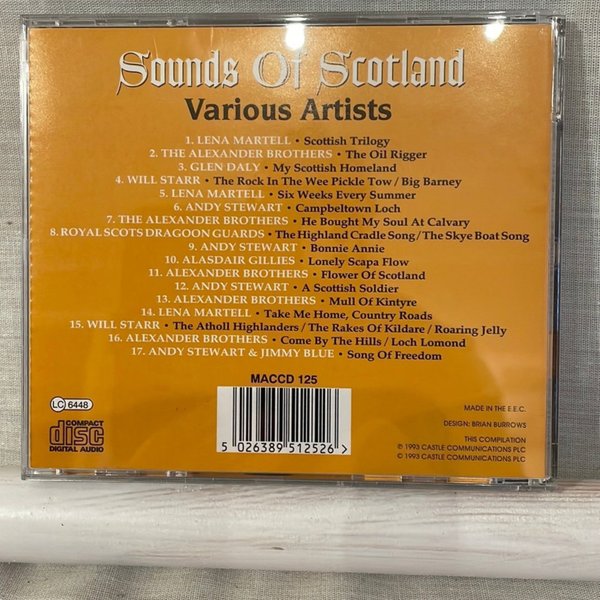 Sounds Of Scotland
Various Artists
1. LENA MARTELL • Scottish Trilogy
2. THE ALEXANDER BROTHERS • The Oil Rigger
3. GLEN DALY • My Scottish Homeland
4. WILL STARR • The Rock In The Wee Pickle Tow / Big Barney
5. LENA MARTELL • Six Weeks Every Summer
6. ANDY STEWART • Campbeltown Loch
7. THE ALEXANDER BROTHERS • He Bought My Soul At Calvary
8. ROYAL SCOTS DRAGOON GUARDS • The Highland Cradle Song / The Skye Boat Song
9. ANDY STEWART • Bonnie Annie
10. ALASDAIR GILLIES • Lonely Scapa Flow
11. ALEXANDER BROTHERS • Flower Of Scotland
12. ANDY STEWART • A Scottish Soldier
13. ALEXANDER BROTHERS • Mull Of Kintyre
14. LENA MARTELL • Take Me Home, Country Roads
15. WILL STARR • The Atholl Highlanders / The Rakes Of Kildare / Roaring Jelly
16. ALEXANDER BROTHERS • Come By The Hills / Loch Lomond
17. ANDY STEWART & JIMMY BLUE • Song Of Freedom
MACCD 125
LC 6448
COMPACT
disc
DIGITAL AUDIO
5 026389 512526 >
MADE IN THE E.E.C.
DESIGN: BRIAN BURROWS
THIS COMPILATION
℗ 1993 CASTLE COMMUNICATIONS PLC
© 1993 CASTLE COMMUNICATIONS PLC